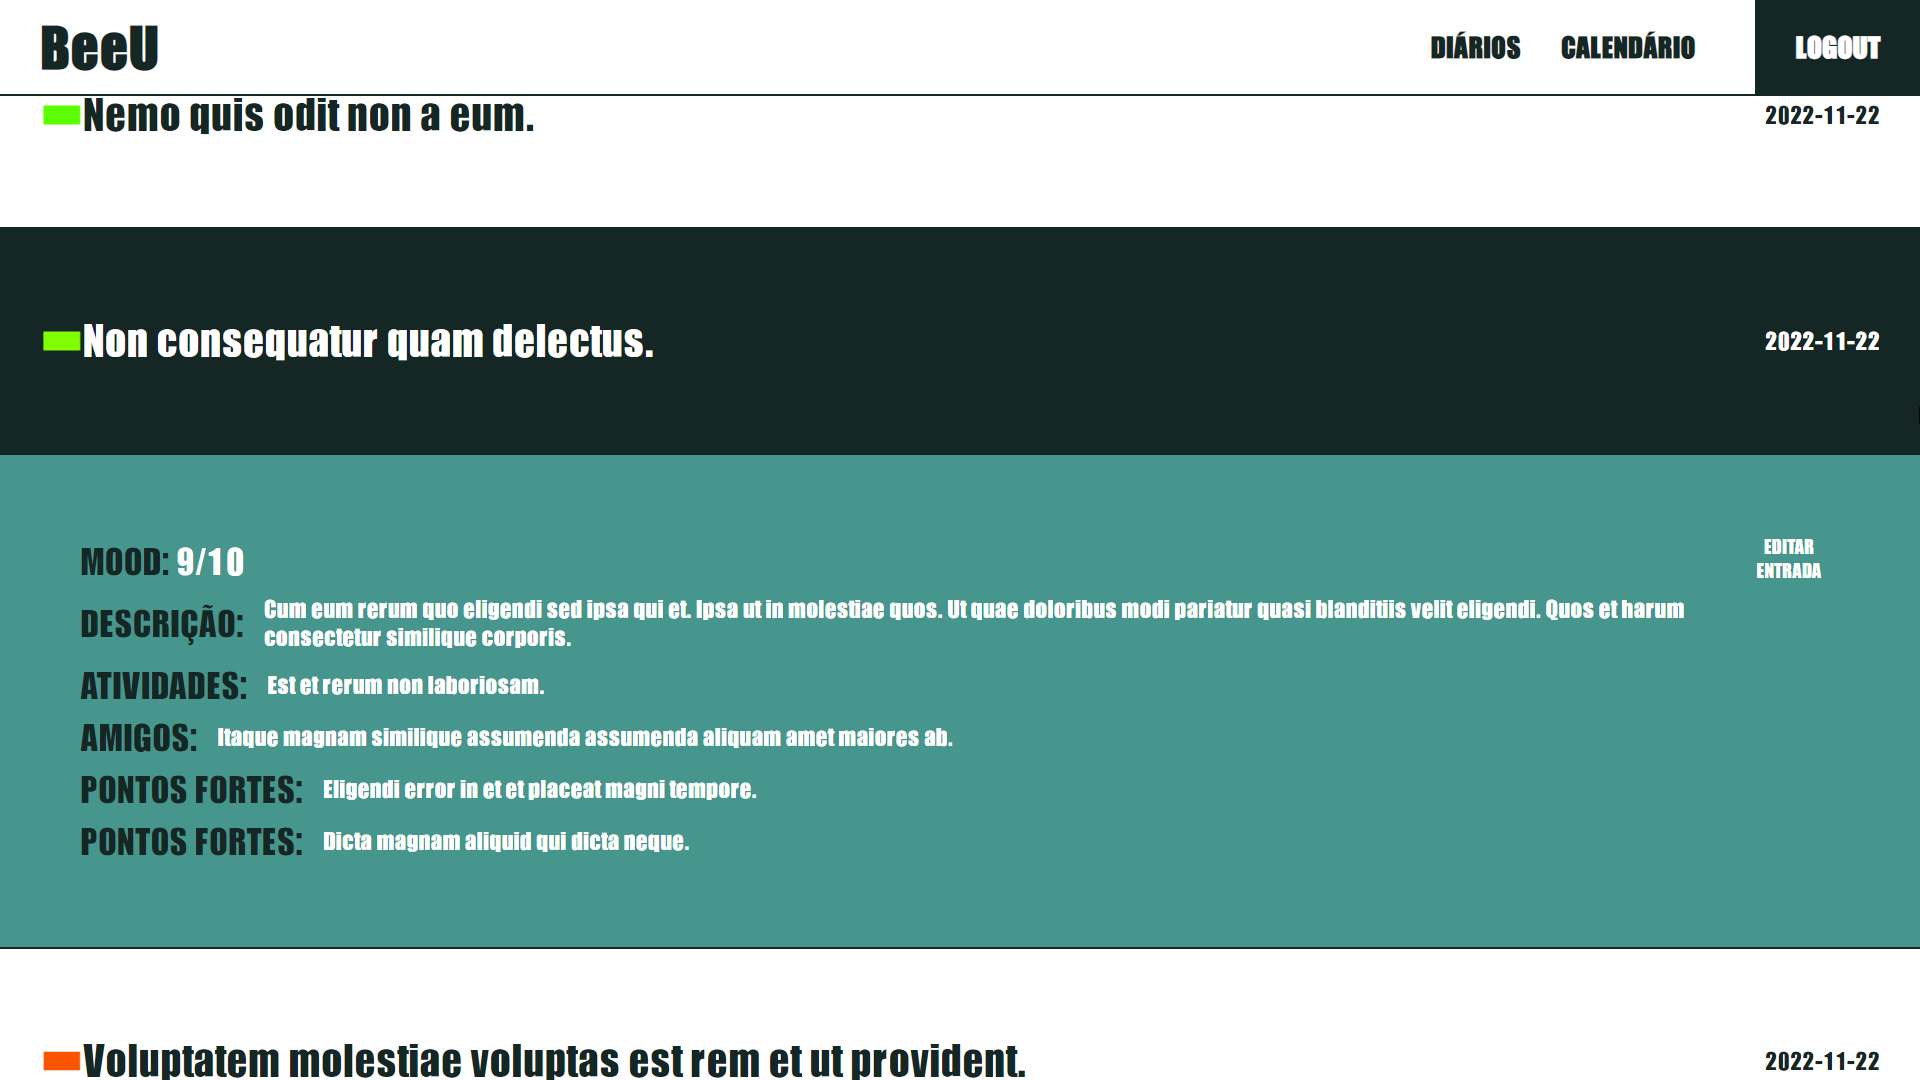 BeeU
DIÁRIOS
CALENDÁRIO
LOGOUT
Nemo quis odit non a eum.
2022-11-22
Non consequatur quam delectus.
2022-11-22
MOOD: 9/10
EDITAR
ENTRADA
DESCRIÇÃO:
Cum eum rerum quo eligendi sed ipsa qui et. Ipsa ut in molestiae quos. Ut quae doloribus modi pariatur quasi blanditiis velit eligendi. Quos et harum
consectetur similique corporis.
ATIVIDADES: Est et rerum non laboriosam.
AMIGOS: Itaque magnam similique assumenda assumenda aliquam amet maiores ab.
PONTOS FORTES: Eligendi error in et et placeat magni tempore.
PONTOS FORTES: Dicta magnam aliquid qui dicta neque.
Voluptatem molestiae voluptas est rem et ut provident.
2022-11-22